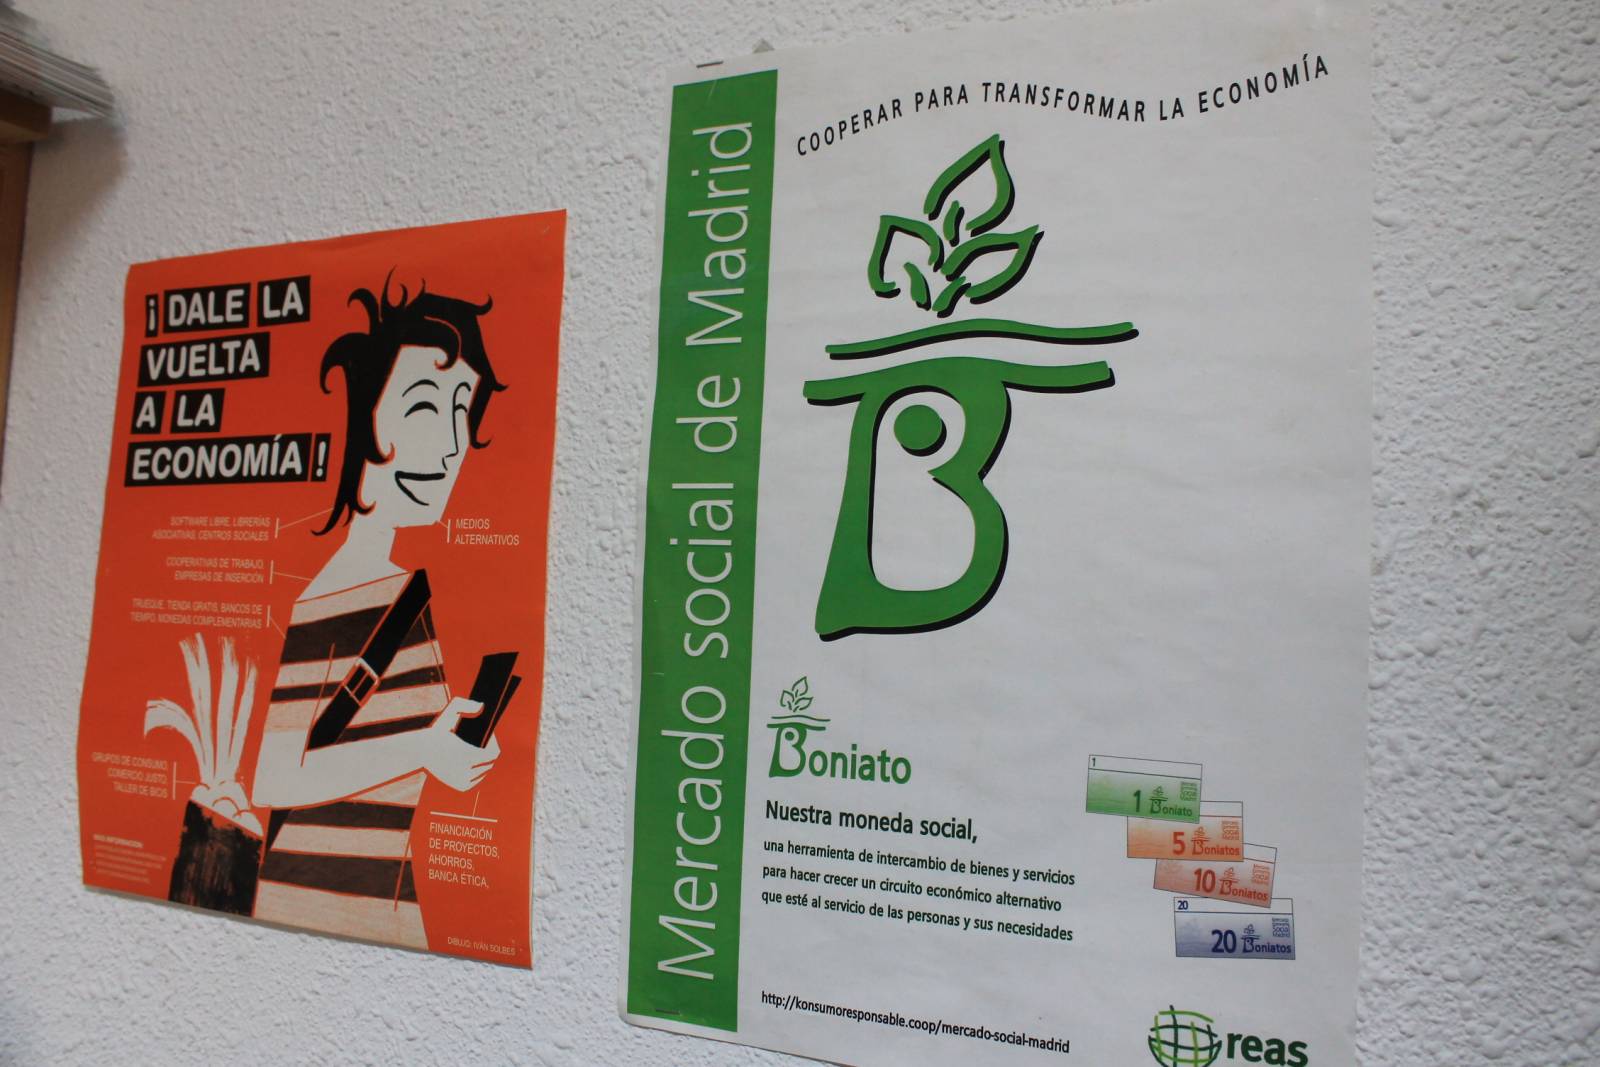 ¡ DALE LA
VUELTA
A LA
ECONOMÍA !
SOFTWARE LIBRE, LIBRERÍAS
ASOCIATIVAS, CENTROS SOCIALES
MEDIOS
ALTERNATIVOS
COOPERATIVAS DE TRABAJO,
EMPRESAS DE INSERCIÓN
TRUEQUE, TIENDA GRATIS, BANCOS DE
TIEMPO, MONEDAS COMPLEMENTARIAS
GRUPOS DE CONSUMO,
COMERCIO JUSTO,
TALLER DE BICIS
FINANCIACIÓN
DE PROYECTOS,
AHORROS,
BANCA ÉTICA,
MÁS INFORMACIÓN:
DIBUJO: IVÁN SOLBES
Mercado social de Madrid
COOPERAR PARA TRANSFORMAR LA ECONOMÍA
B
Boniato
Nuestra moneda social,
una herramienta de intercambio de bienes y servicios
para hacer crecer un circuito económico alternativo
que esté al servicio de las personas y sus necesidades
1
1 Boniato
5 Boniatos
10 Boniatos
20
20 Boniatos
http://konsumoresponsable.coop/mercado-social-madrid
reas